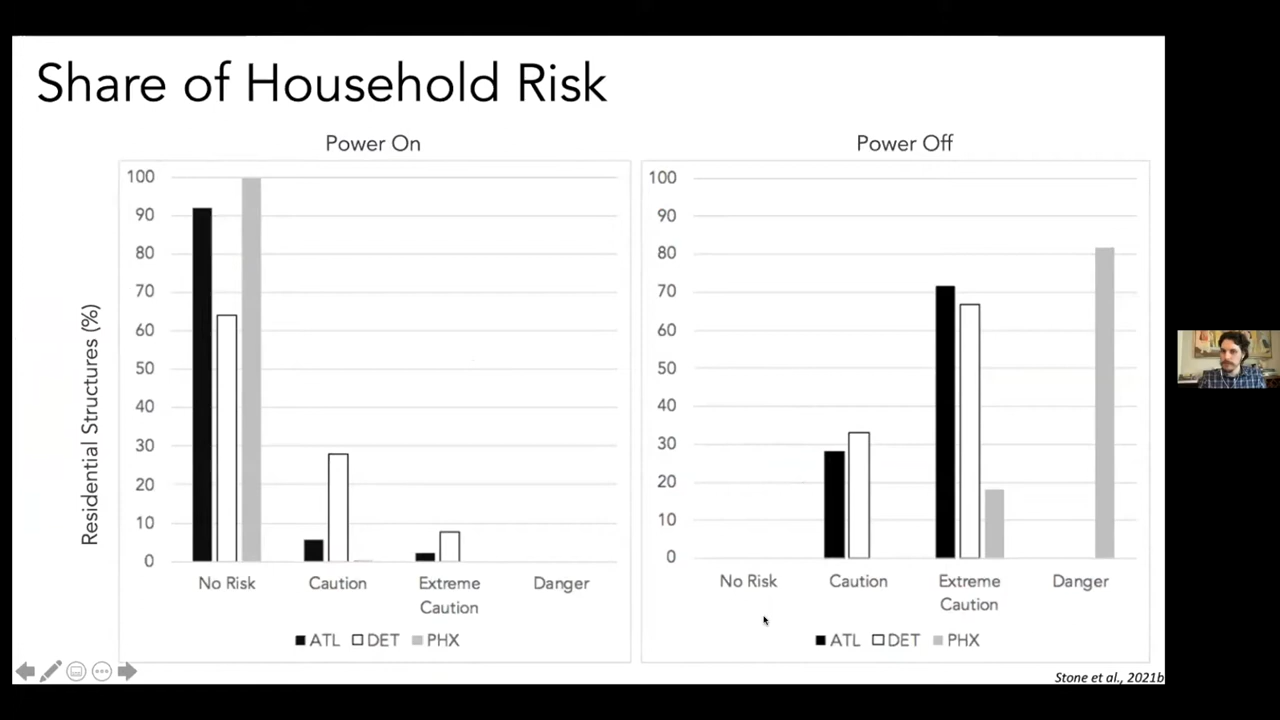 Share of Household Risk
Power On
Residential Structures (%)
100
90
80
70
60
50
40
30
20
10
0
No Risk
Caution
Extreme
Caution
Danger
ATL DET PHX
Power Off
100
90
80
70
60
50
40
30
20
10
0
No Risk
Caution
Extreme
Caution
Danger
ATL DET PHX
Stone et al., 2021b